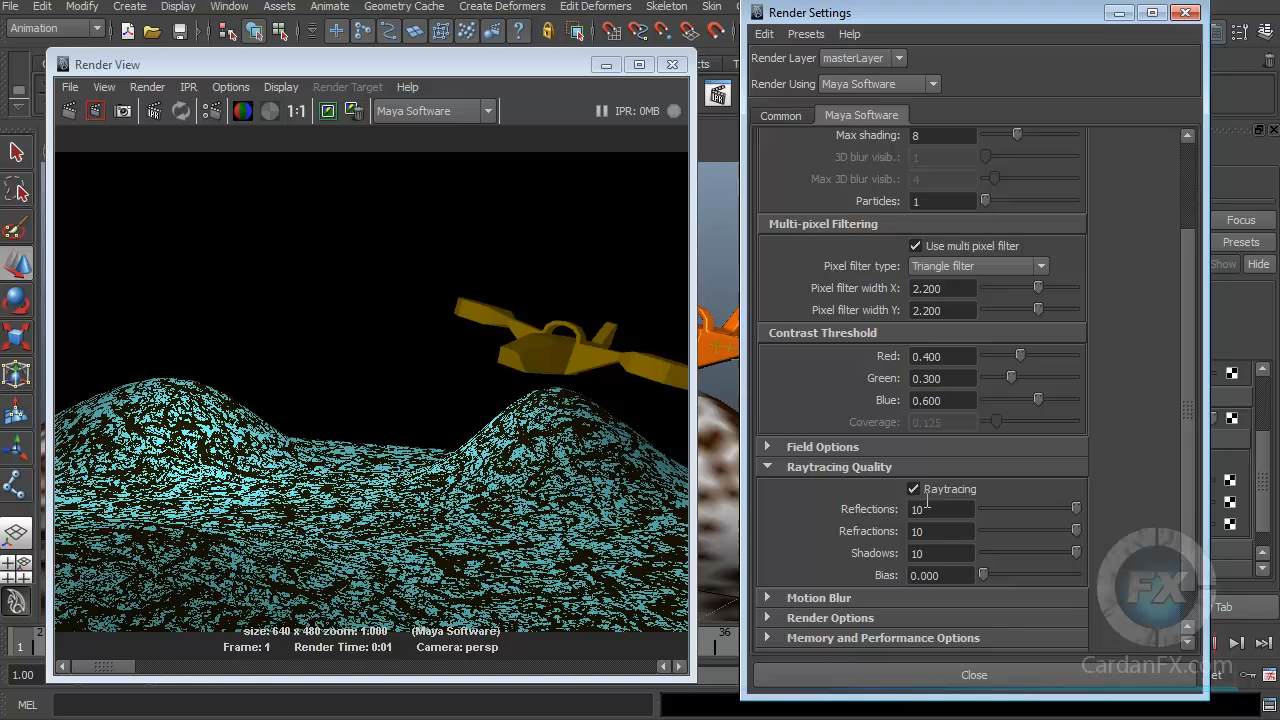 File Edit Modify Create Display Window Assets Animate Geometry Cache Create Deformers Edit Deformers Skeleton Skin
Animation
Render View
File View Render IPR Options Display Render Target Help
1:1 Maya Software IPR: 0MB
size: 640 x 480 zoom: 1.000 (Maya Software)
Frame: 1 Render Time: 0:01 Camera: persp
Render Settings
Edit Presets Help
Render Layer masterLayer
Render Using Maya Software
Common Maya Software
Max shading: 8
3D blur visib.: 1
Max 3D blur visib.: 4
Particles: 1
Multi-pixel Filtering
Use multi pixel filter
Pixel filter type: Triangle filter
Pixel filter width X: 2.200
Pixel filter width Y: 2.200
Contrast Threshold
Red: 0.400
Green: 0.300
Blue: 0.600
Coverage: 0.125
Field Options
Raytracing Quality
Raytracing
Reflections: 10
Refractions: 10
Shadows: 10
Bias: 0.000
Motion Blur
Render Options
Memory and Performance Options
Close
Focus
Presets
Show Hide
Tab
FX
CardanFX.com
2
1
36
1.00
MEL